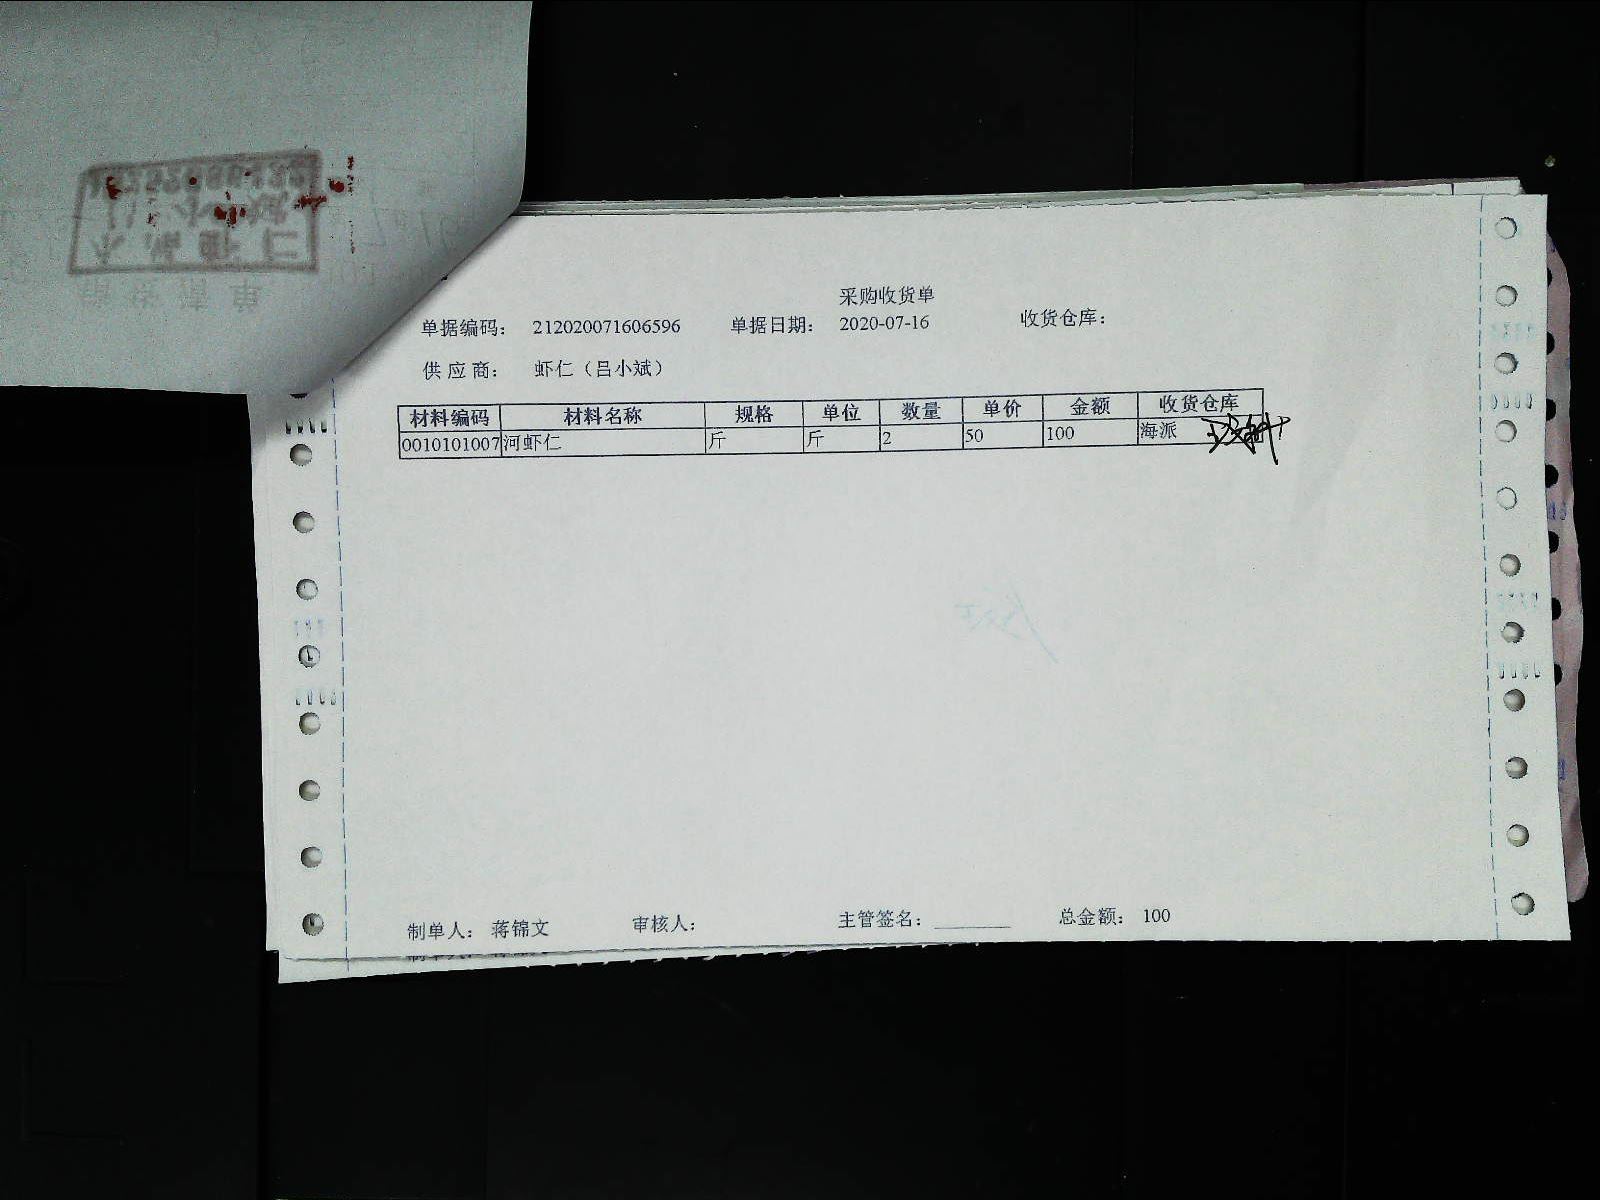 采购收货单
单据编码： 212020071606596 单据日期： 2020-07-16 收货仓库：
供 应 商： 虾仁（吕小斌）
材料编码 材料名称 规格 单位 数量 单价 金额 收货仓库
0010101007 河虾仁 斤 斤 2 50 100 海派
制单人： 蒋锦文 审核人： 主管签名：________ 总金额： 100